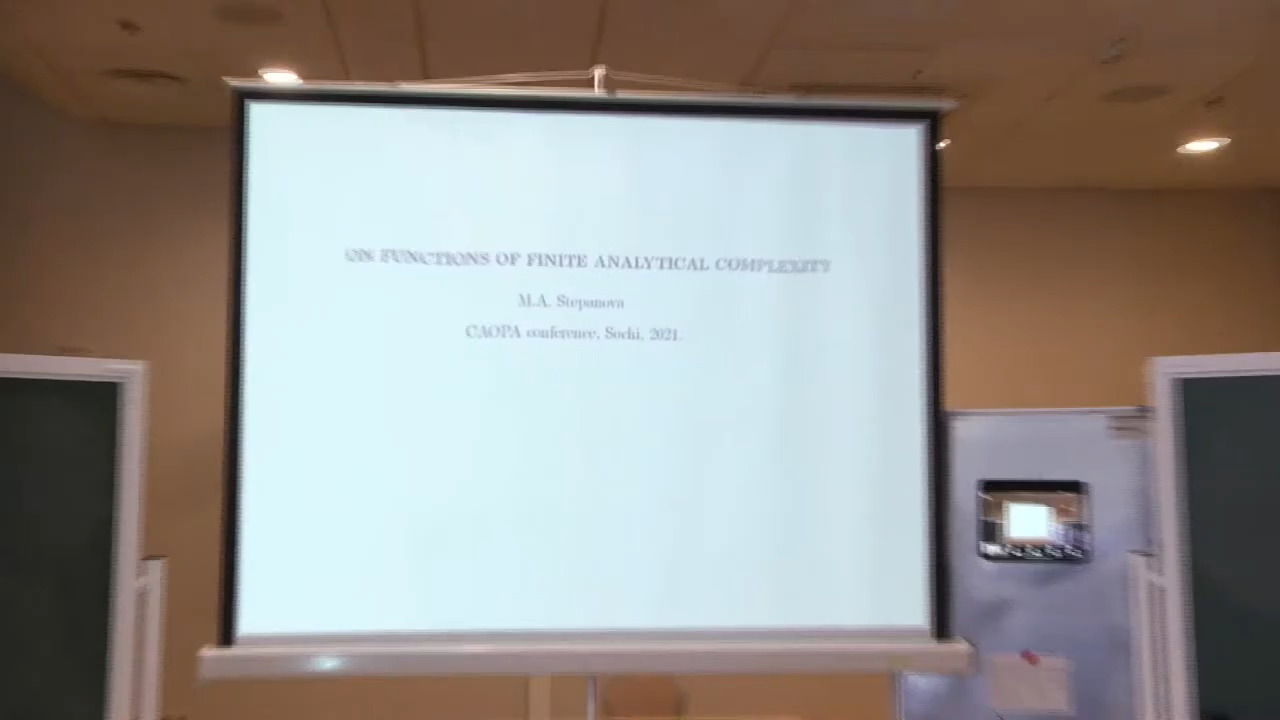 ON FUNCTIONS OF FINITE ANALYTICAL COMPLEXITY
M.A. Stepanova
CAOPA conference, Sochi, 2021.